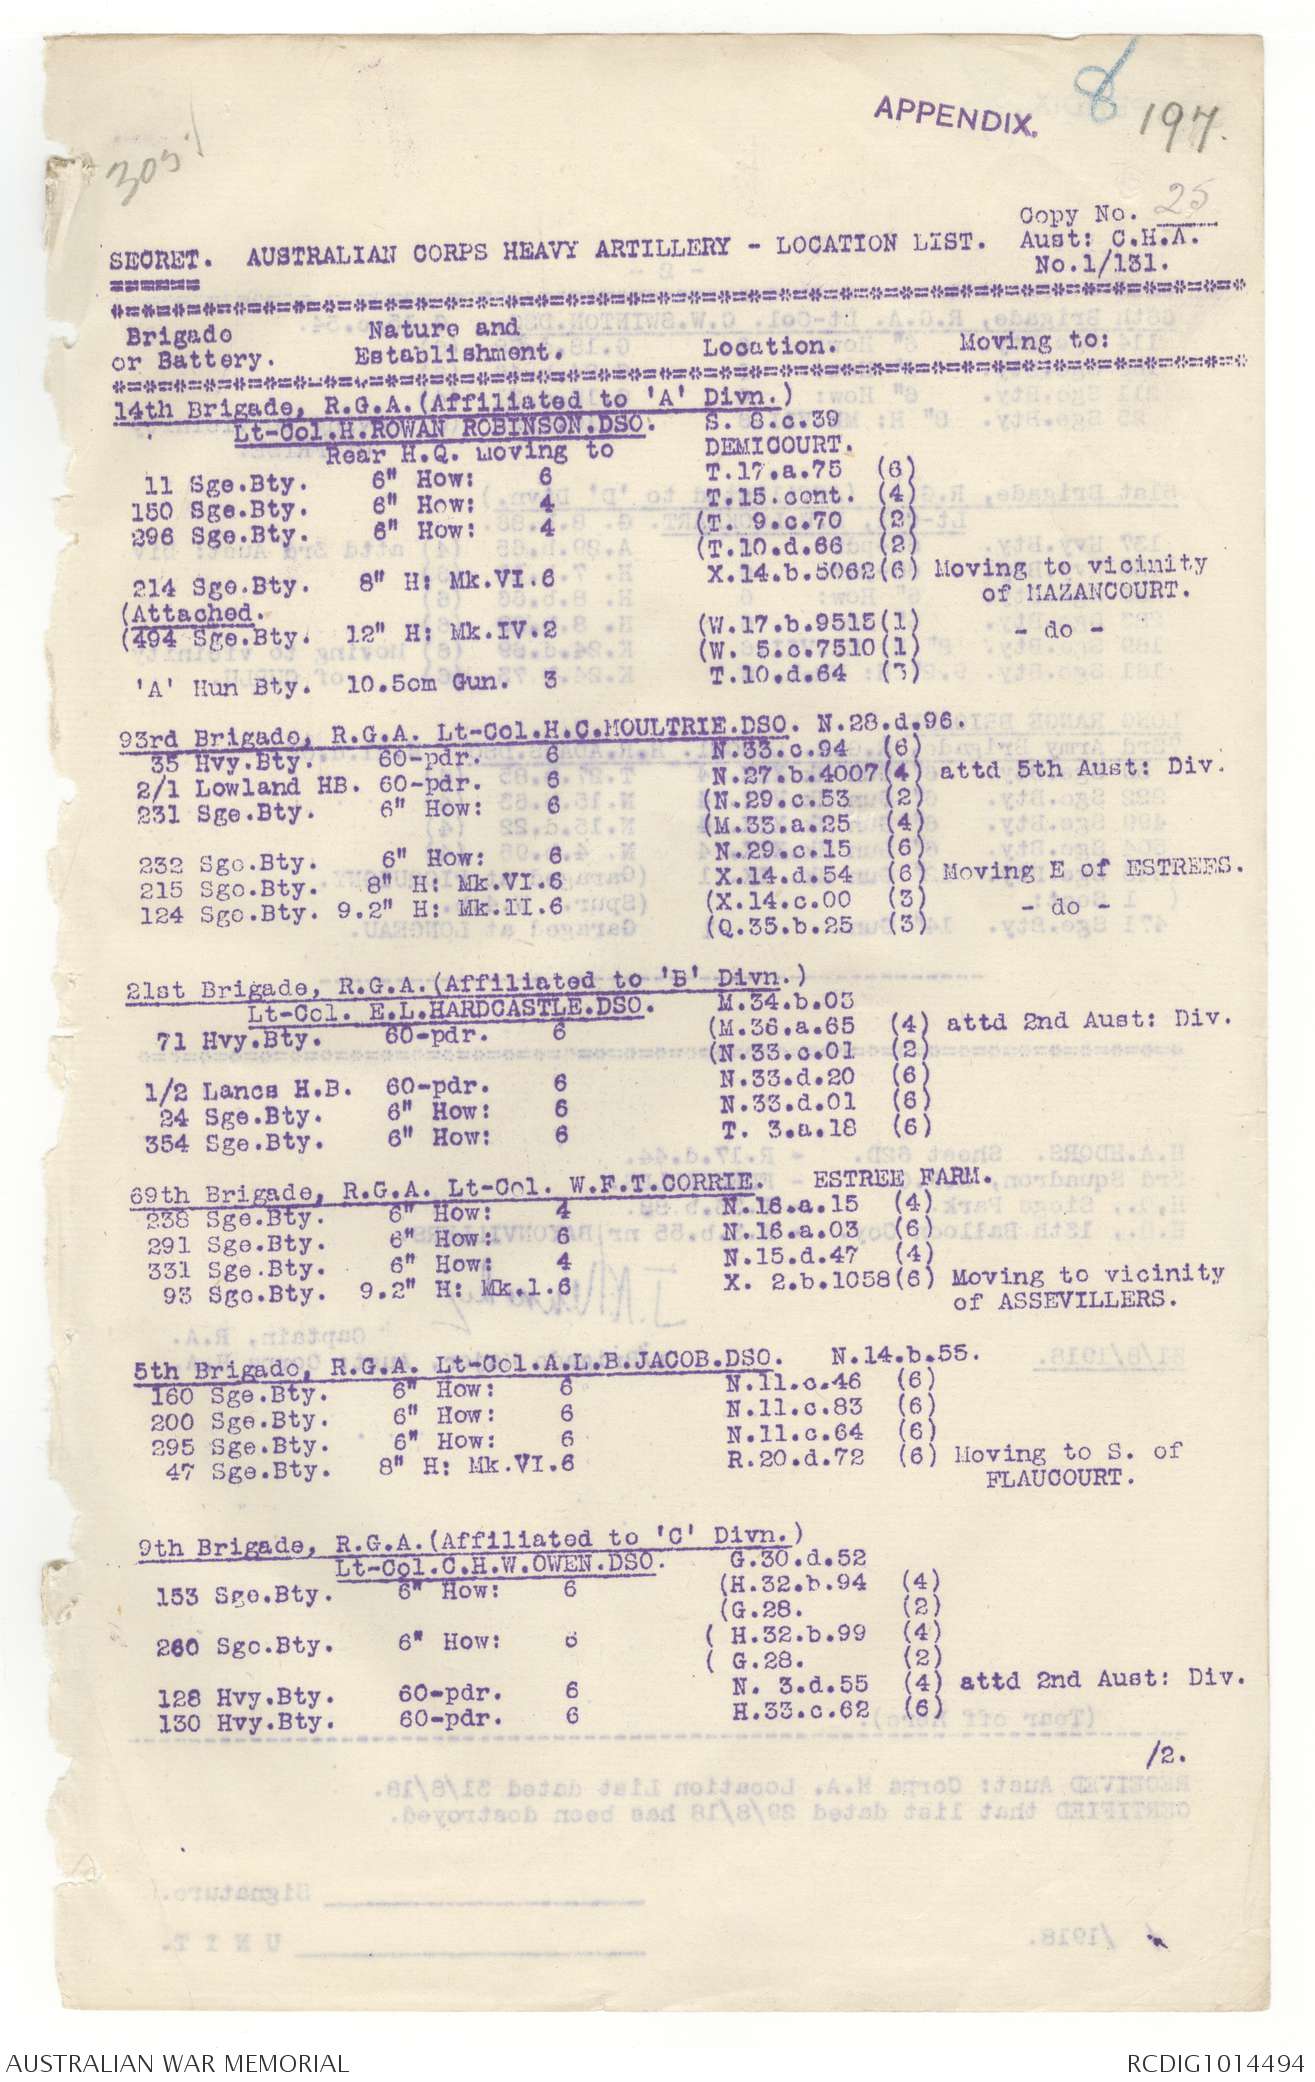 APPENDIX. 8 197.
305
Copy No. 25
SECRET. AUSTRALIAN CORPS HEAVY ARTILLERY - LOCATION LIST. Aust: C.H.A.
No.1/131.
Brigade or Battery. Nature and Establishment. Location. Moving to:
14th Brigade, R.G.A.(Affiliated to 'A' Divn.)
Lt-Col.H.ROWAN ROBINSON.DSO. S. 8.c.39
Rear H.Q. moving to DEMICOURT.
11 Sge.Bty. 6" How: 6 T.17.a.75 (6)
150 Sge.Bty. 6" How: 4 T.15.cont. (4)
296 Sge.Bty. 6" How: 4 (T. 9.c.70 (2)
(T.10.d.66 (2)
214 Sge.Bty. 8" H: Mk.VI.6 X.14.b.5062(6) Moving to vicinity
of MAZANCOURT.
(Attached.
(494 Sge.Bty. 12" H: Mk.IV.2 (W.17.b.9515(1) - do -
(W. 5.c.7510(1)
'A' Hun Bty. 10.5cm Gun. 3 T.10.d.64 (3)
93rd Brigade, R.G.A. Lt-Col.H.C.MOULTRIE.DSO. N.28.d.96.
35 Hvy.Bty. 60-pdr. 6 N.33.c.94 (6)
2/1 Lowland HB. 60-pdr. 6 N.27.b.4007(4) attd 5th Aust: Div.
231 Sge.Bty. 6" How: 6 (N.29.c.53 (2)
(M.33.a.25 (4)
232 Sge.Bty. 6" How: 6 N.29.c.15 (6)
215 Sge.Bty. 8" H: Mk.VI.6 X.14.d.54 (6) Moving E of ESTREES.
124 Sge.Bty. 9.2" H: Mk.II.6 (X.14.c.00 (3) - do -
(Q.35.b.25 (3)
21st Brigade, R.G.A.(Affiliated to 'B' Divn.)
Lt-Col. E.L.HARDCASTLE.DSO. M.34.b.03
71 Hvy.Bty. 60-pdr. 6 (M.36.a.65 (4) attd 2nd Aust: Div.
(N.33.c.01 (2)
1/2 Lancs H.B. 60-pdr. 6 N.33.d.20 (6)
24 Sge.Bty. 6" How: 6 N.33.d.01 (6)
354 Sge.Bty. 6" How: 6 T. 3.a.18 (6)
69th Brigade, R.G.A. Lt-Col. W.F.T.CORRIE. ESTREE FARM.
238 Sge.Bty. 6" How: 4 N.16.a.15 (4)
291 Sge.Bty. 6" How: 6 N.16.a.03 (6)
331 Sge.Bty. 6" How: 4 N.15.d.47 (4)
93 Sge.Bty. 9.2" H: Mk.1.6 X. 2.b.1058(6) Moving to vicinity
of ASSEVILLERS.
5th Brigade, R.G.A. Lt-Col.A.L.B.JACOB.DSO. N.14.b.55.
160 Sge.Bty. 6" How: 6 N.11.c.46 (6)
200 Sge.Bty. 6" How: 6 N.11.c.83 (6)
295 Sge.Bty. 6" How: 6 N.11.c.64 (6)
47 Sge.Bty. 8" H: Mk.VI.6 R.20.d.72 (6) Moving to S. of
FLAUCOURT.
9th Brigade, R.G.A.(Affiliated to 'C' Divn.)
Lt-Col.C.H.W.OWEN.DSO. G.30.d.52
153 Sge.Bty. 6" How: 6 (H.32.b.94 (4)
(G.28. (2)
260 Sge.Bty. 6" How: 6 ( H.32.b.99 (4)
( G.28. (2)
128 Hvy.Bty. 60-pdr. 6 N. 3.d.55 (4) attd 2nd Aust: Div.
130 Hvy.Bty. 60-pdr. 6 H.33.c.62 (6)
/2.
AUSTRALIAN WAR MEMORIAL RCDIG1014494